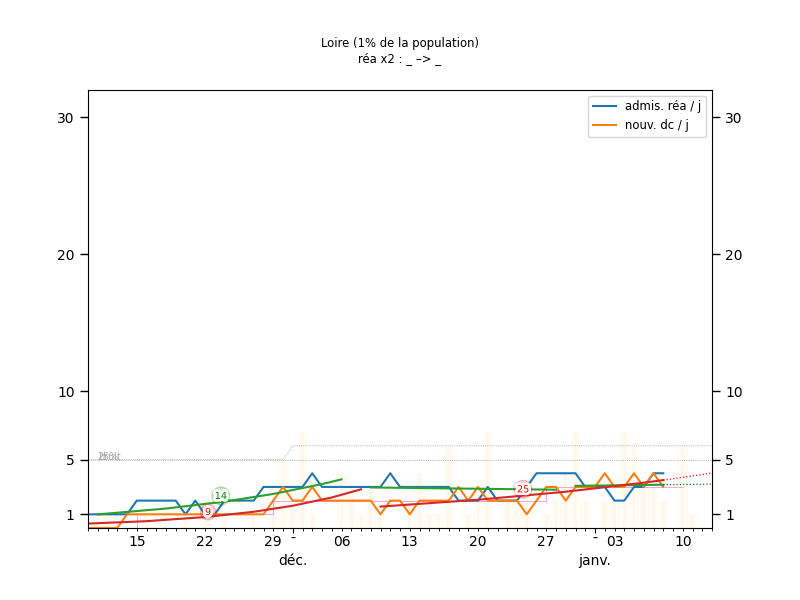 Loire (1% de la population)
réa x2 : _ –> _
admis. réa / j
nouv. dc / j
30 30
20 20
10 10
5 5
1 1
14
9
25
15 22 29 - 06 13 20 27 - 03 10
déc. janv.